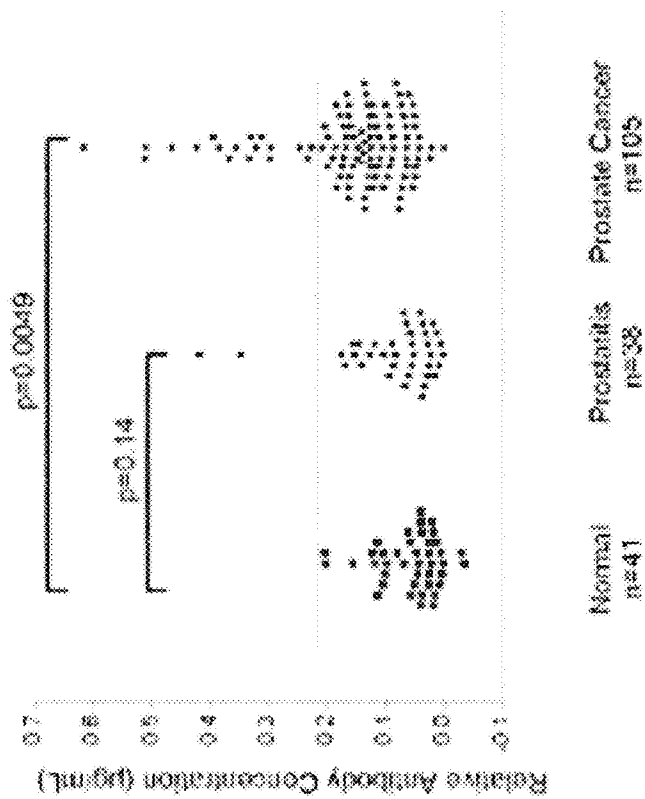 p=0.0049
p=0.14
Relative Antibody Concentration (µg/mL)
0.7
0.6
0.5
0.4
0.3
0.2
0.1
0.0
-0.1
Normal
n=41
Prostatitis
n=38
Prostate Cancer
n=105